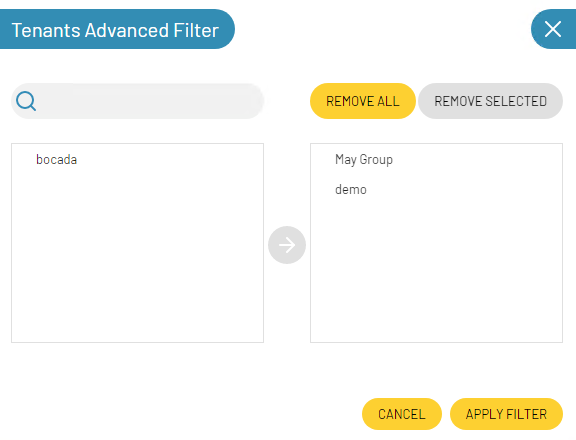 Tenants Advanced Filter
REMOVE ALL
REMOVE SELECTED
bocada
May Group
demo
CANCEL
APPLY FILTER